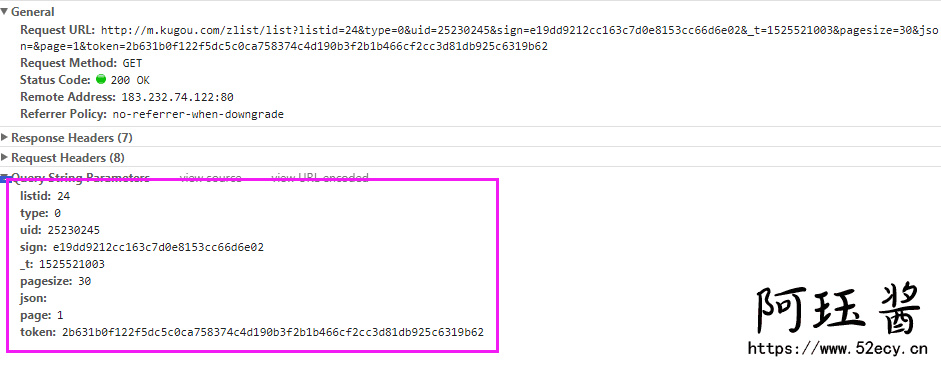 General
Request URL: http://m.kugou.com/zlist/list?listid=24&type=0&uid=25230245&sign=e19dd9212cc163c7d0e8153cc66d6e02&_t=1525521003&pagesize=30&jso
n=&page=1&token=2b631b0f122f5dc5c0ca758374c4d190b3f2b1b466cf2cc3d81db925c6319b62
Request Method: GET
Status Code: 200 OK
Remote Address: 183.232.74.122:80
Referrer Policy: no-referrer-when-downgrade
Response Headers (7)
Request Headers (8)
Query String Parameters view source view URL encoded
listid: 24
type: 0
uid: 25230245
sign: e19dd9212cc163c7d0e8153cc66d6e02
_t: 1525521003
pagesize: 30
json:
page: 1
token: 2b631b0f122f5dc5c0ca758374c4d190b3f2b1b466cf2cc3d81db925c6319b62
阿珏酱
https://www.52ecy.cn